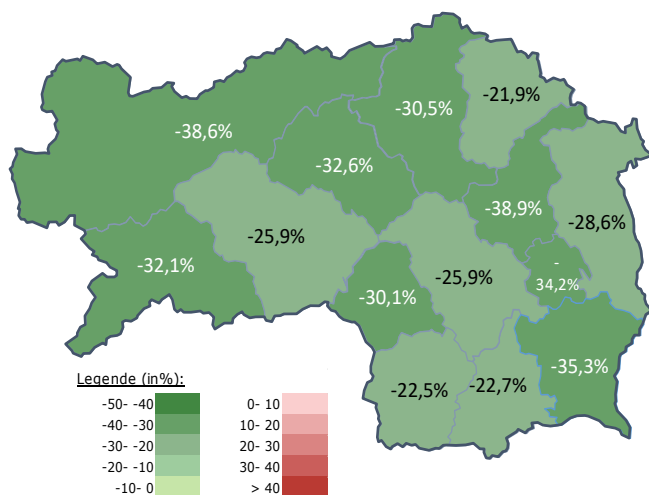 -21,9%
-30,5%
-38,6%
-32,6%
-38,9%
-28,6%
-25,9%
-32,1%
-25,9%
-
34,2%
-30,1%
-35,3%
-22,5%
-22,7%
Legende (in%):
-50- -40 0- 10
-40- -30 10- 20
-30- -20 20- 30
-20- -10 30- 40
-10- 0 > 40